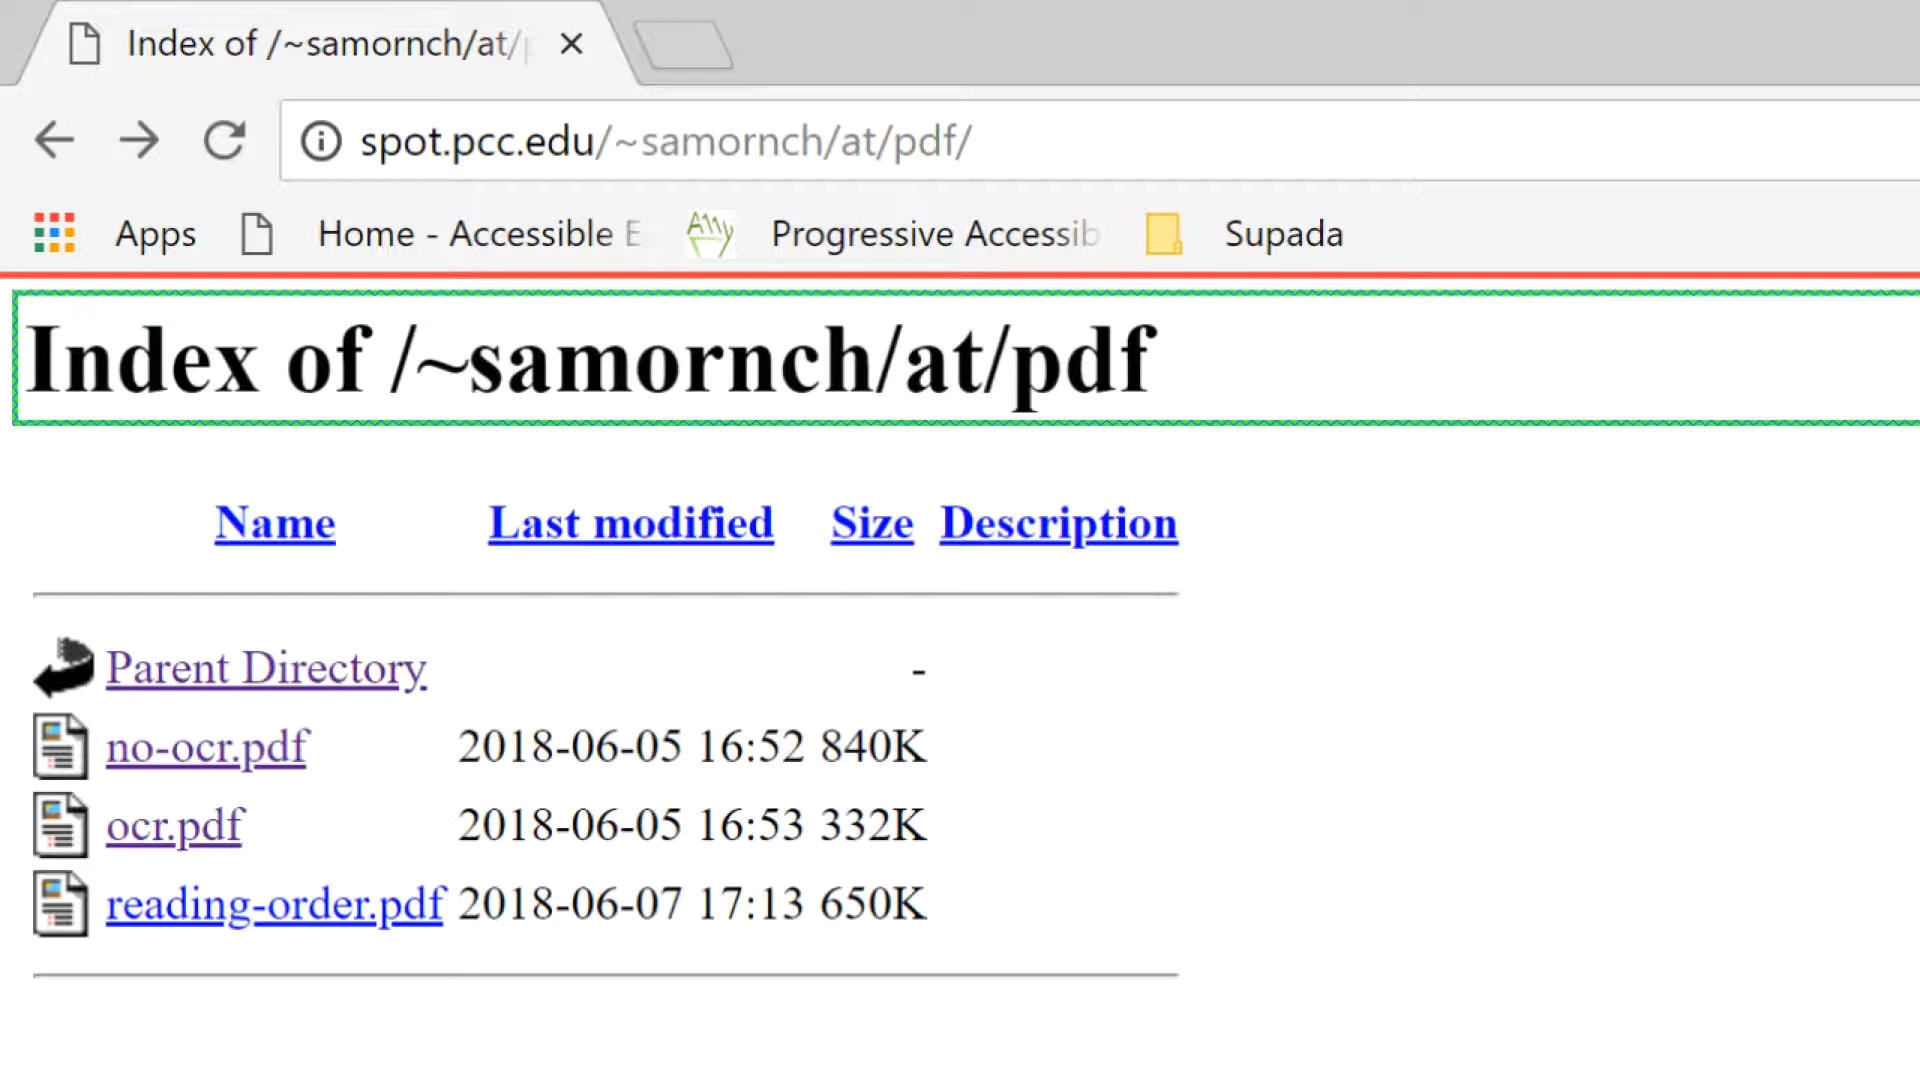 Index of /~samornch/at/
spot.pcc.edu/~samornch/at/pdf/
Apps Home - Accessible E Progressive Accessib Supada
Index of /~samornch/at/pdf
Name Last modified Size Description
Parent Directory -
no-ocr.pdf 2018-06-05 16:52 840K
ocr.pdf 2018-06-05 16:53 332K
reading-order.pdf 2018-06-07 17:13 650K